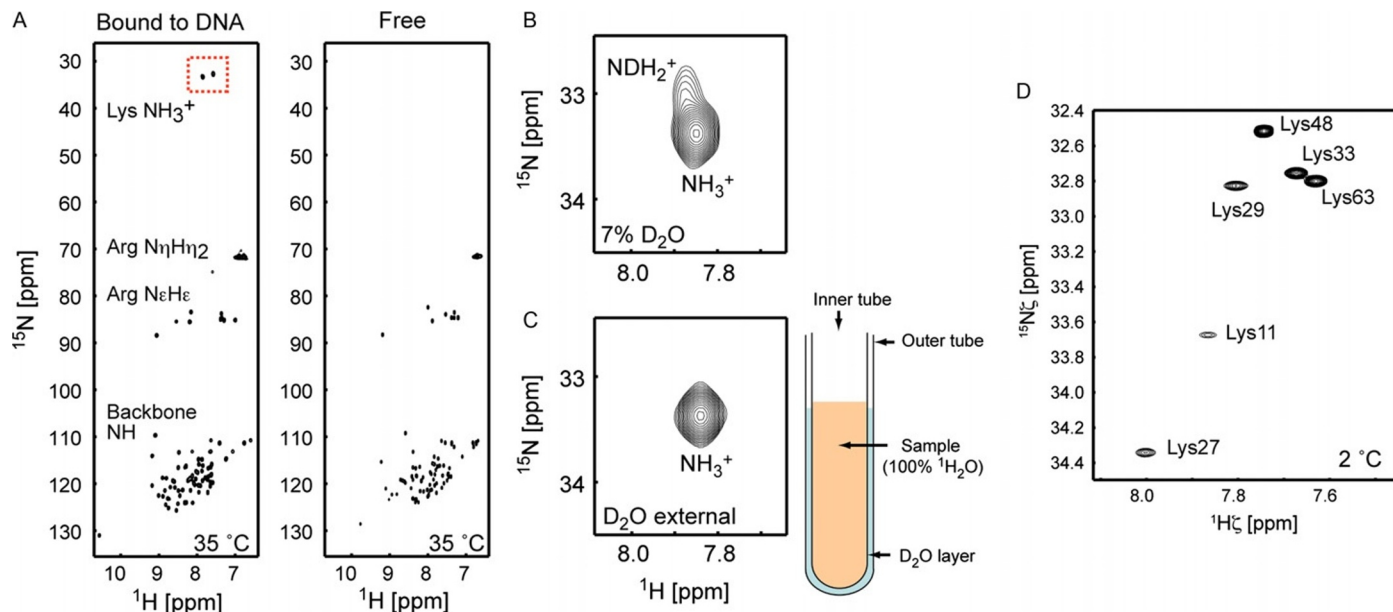 A
Bound to DNA
Free
30
40
50
60
70
80
90
100
110
120
130
Lys NH3+
Arg NηHη2
Arg NεHε
Backbone
NH
35 ˚C
15N [ppm]
10 9 8 7
1H [ppm]
30
40
50
60
70
80
90
100
110
120
130
35 ˚C
10 9 8 7
1H [ppm]
B
NDH2+
33
34
15N [ppm]
NH3+
7% D2O
8.0 7.8
C
33
34
15N [ppm]
NH3+
D2O external
8.0 7.8
1H [ppm]
Inner tube
Outer tube
Sample
(100% 1H2O)
D2O layer
D
32.4
32.6
32.8
33.0
33.2
33.4
33.6
33.8
34.0
34.2
34.4
15Nζ [ppm]
Lys48
Lys33
Lys63
Lys29
Lys11
Lys27
2 ˚C
8.0 7.8 7.6
1Hζ [ppm]